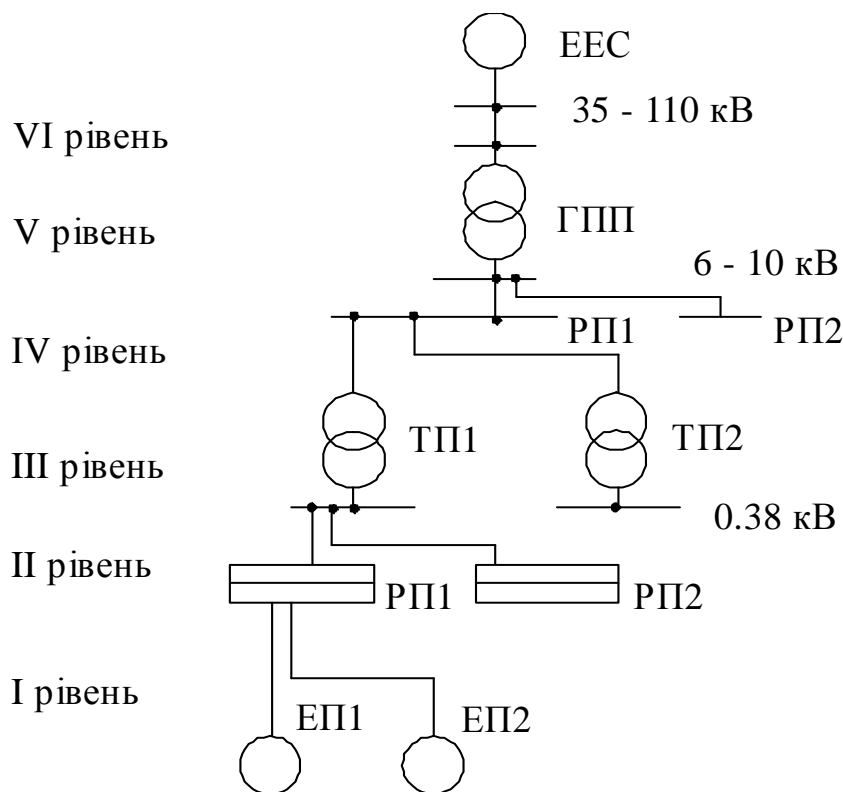 ЕЕС
35 - 110 кВ
VI рівень
V рівень
ГПП
6 - 10 кВ
РП1
РП2
IV рівень
ТП1
ТП2
III рівень
0.38 кВ
II рівень
РП1
РП2
I рівень
ЕП1
ЕП2